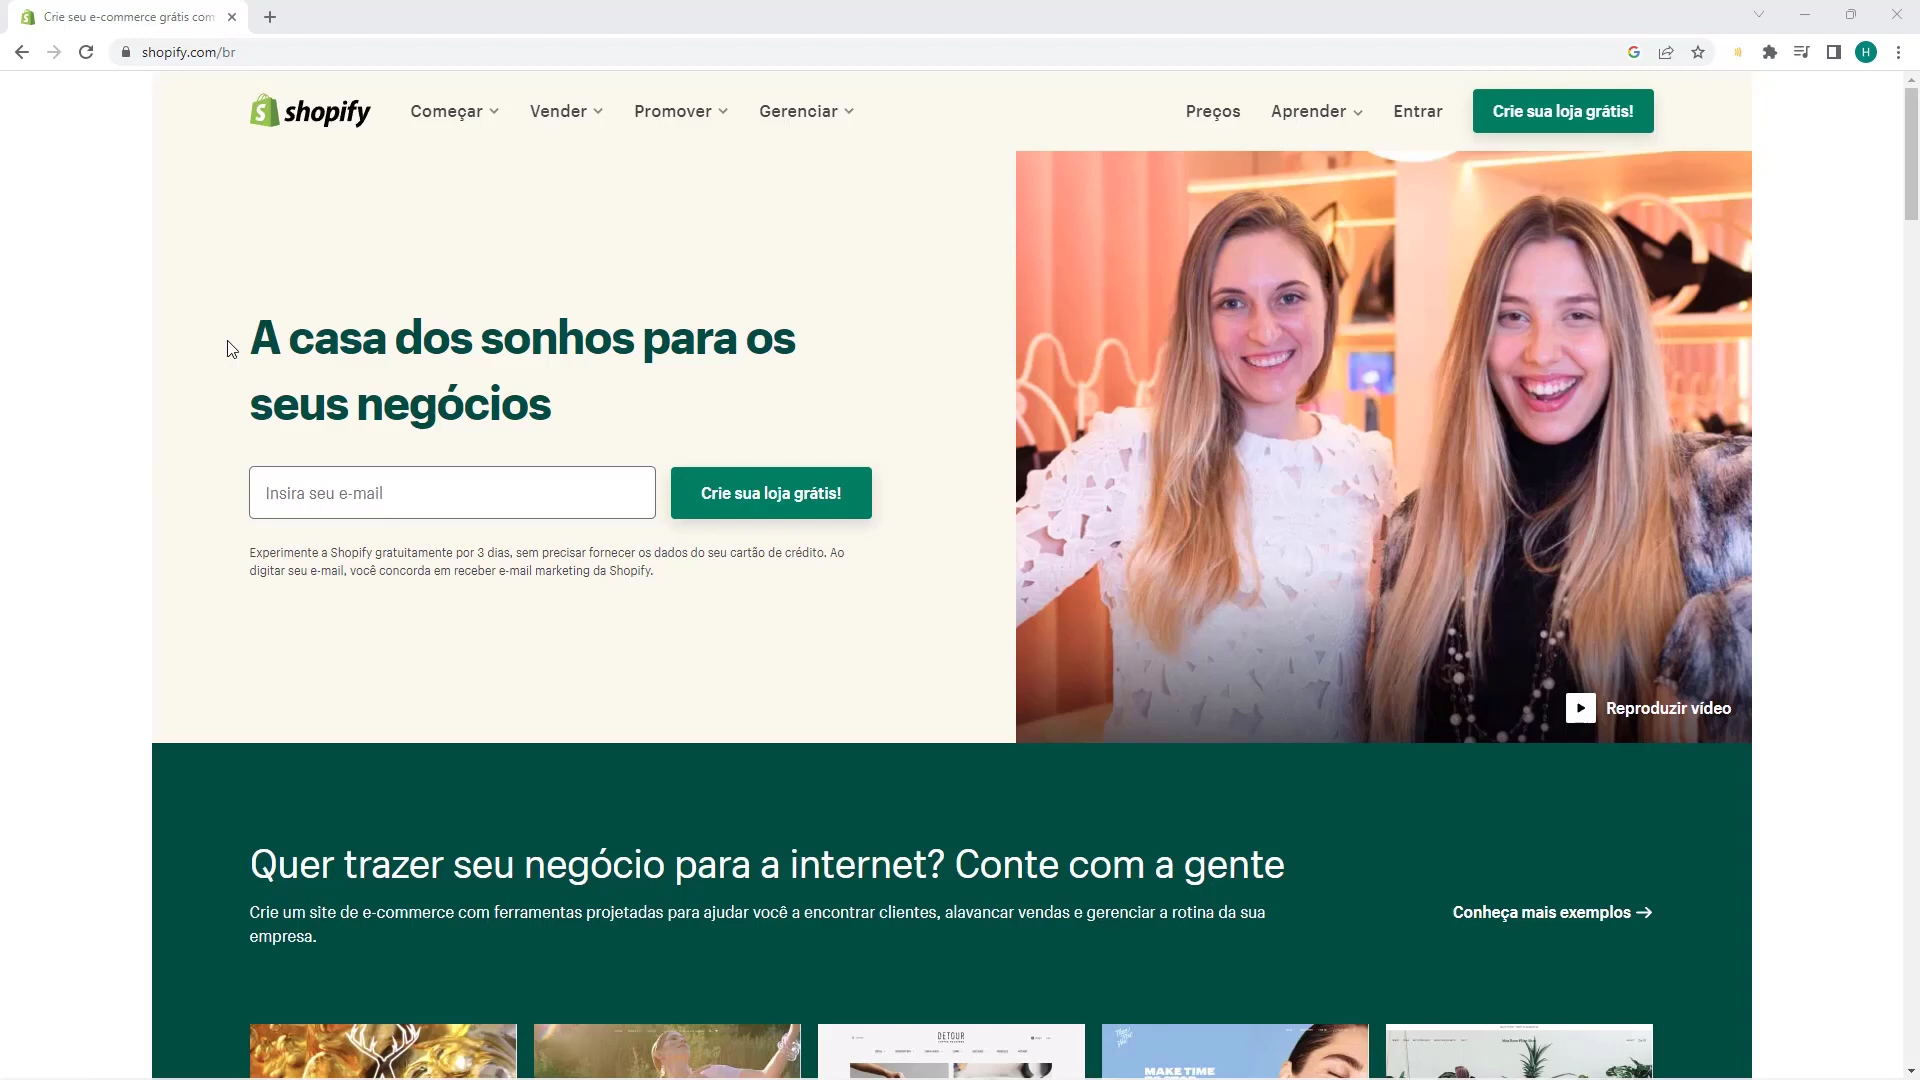 Crie seu e-commerce grátis com
shopify.com/br
H
shopify
Começar
Vender
Promover
Gerenciar
Preços
Aprender
Entrar
Crie sua loja grátis!
A casa dos sonhos para os
seus negócios
Insira seu e-mail
Crie sua loja grátis!
Experimente a Shopify gratuitamente por 3 dias, sem precisar fornecer os dados do seu cartão de crédito. Ao
digitar seu e-mail, você concorda em receber e-mail marketing da Shopify.
Reproduzir vídeo
Quer trazer seu negócio para a internet? Conte com a gente
Crie um site de e-commerce com ferramentas projetadas para ajudar você a encontrar clientes, alavancar vendas e gerenciar a rotina da sua
empresa.
Conheça mais exemplos →
DETOUR
MAKE TIME